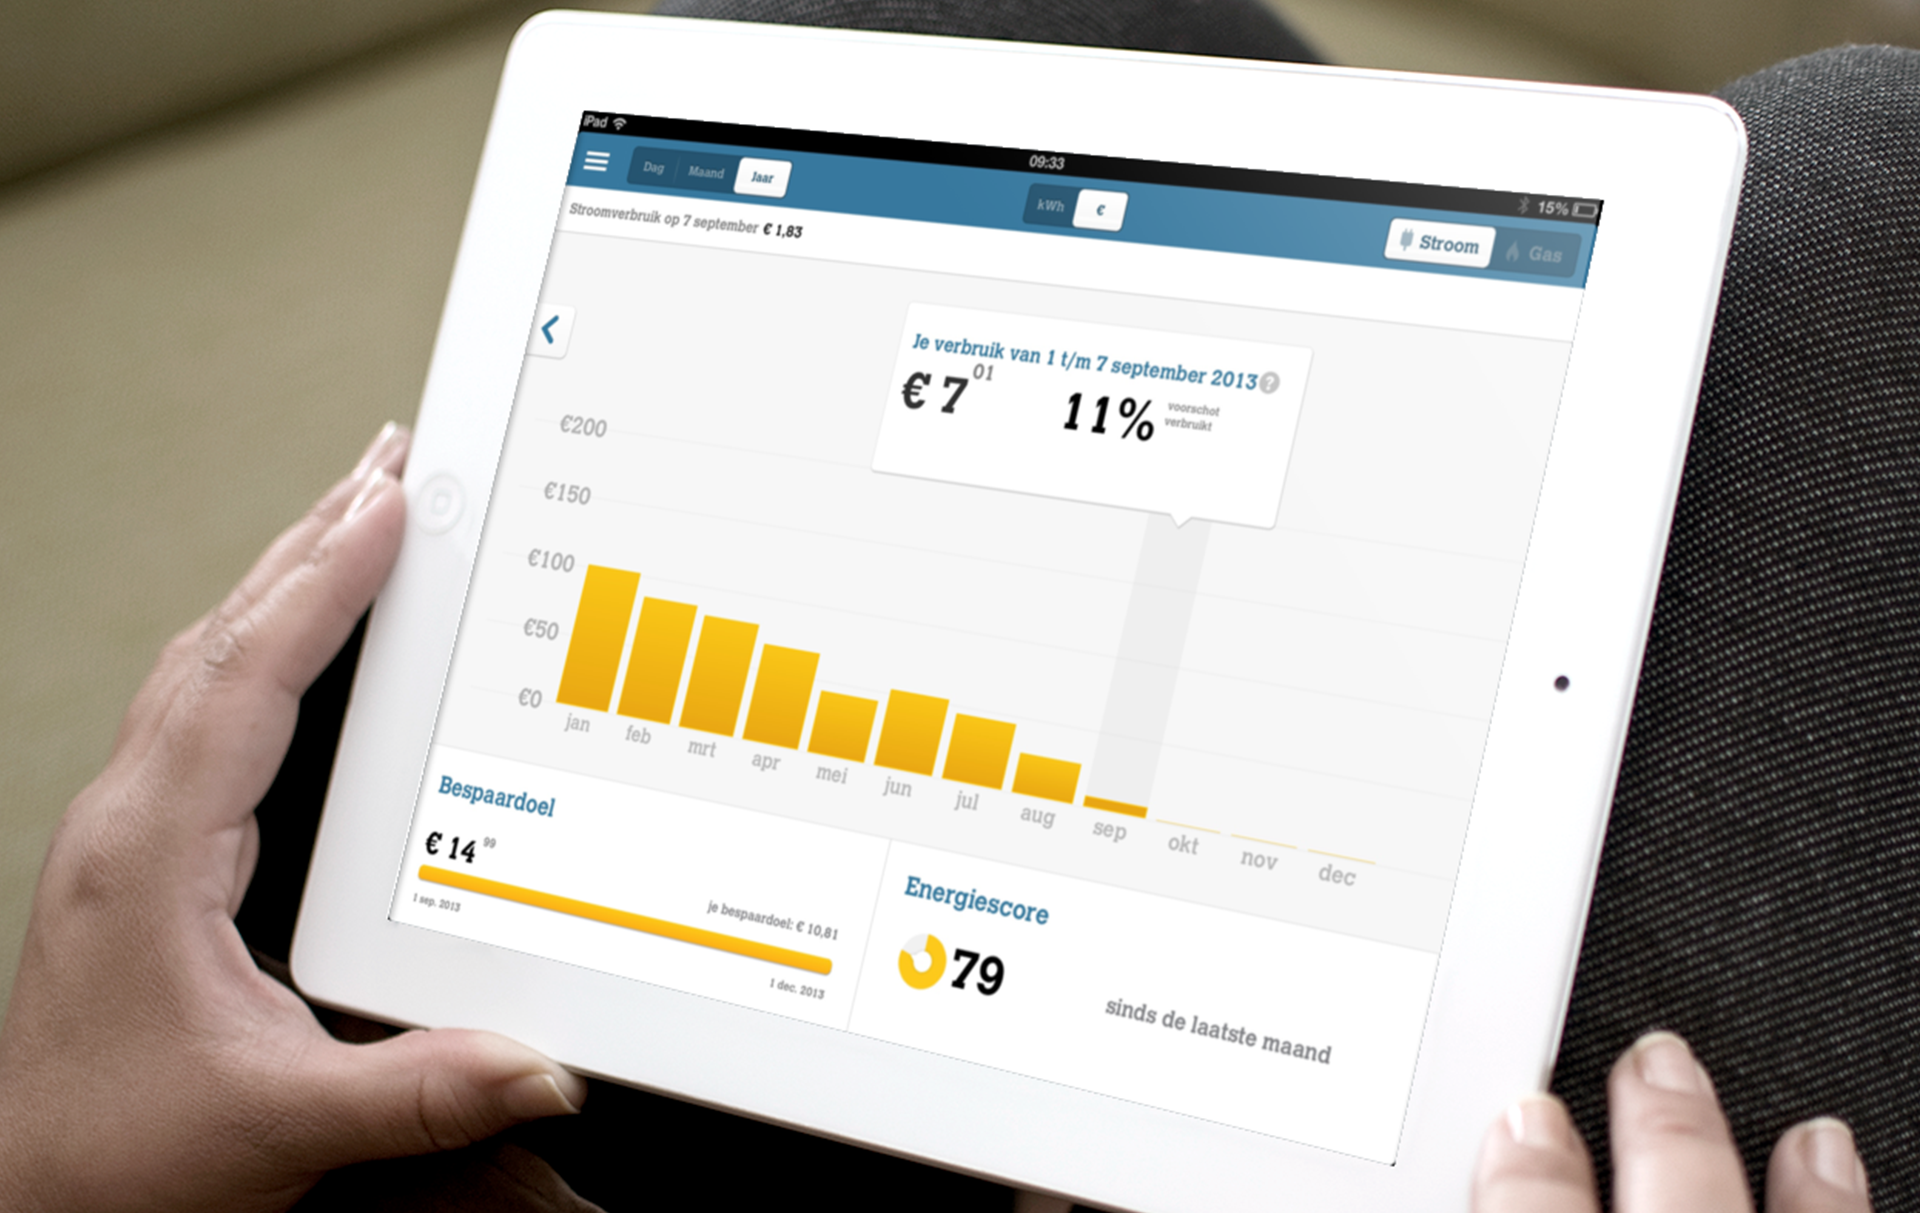 iPad
09:33
15%
Dag Maand Jaar
kWh €
Stroom Gas
Stroomverbruik op 7 september € 1,83
Je verbruik van 1 t/m 7 september 2013 ?
€ 7 01
11% voorschot
verbruikt
€200
€150
€100
€50
€0
jan feb mrt apr mei jun jul aug sep okt nov dec
Bespaardoel
€ 14 99
je bespaardoel: € 10,81
1 sep. 2013
1 dec. 2013
Energiescore
79
sinds de laatste maand